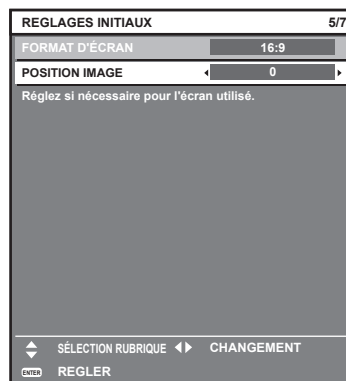 REGLAGES INITIAUX 5/7
FORMAT D'ÉCRAN 16:9
POSITION IMAGE 0
Réglez si nécessaire pour l'écran utilisé.
SÉLECTION RUBRIQUE CHANGEMENT
ENTER REGLER